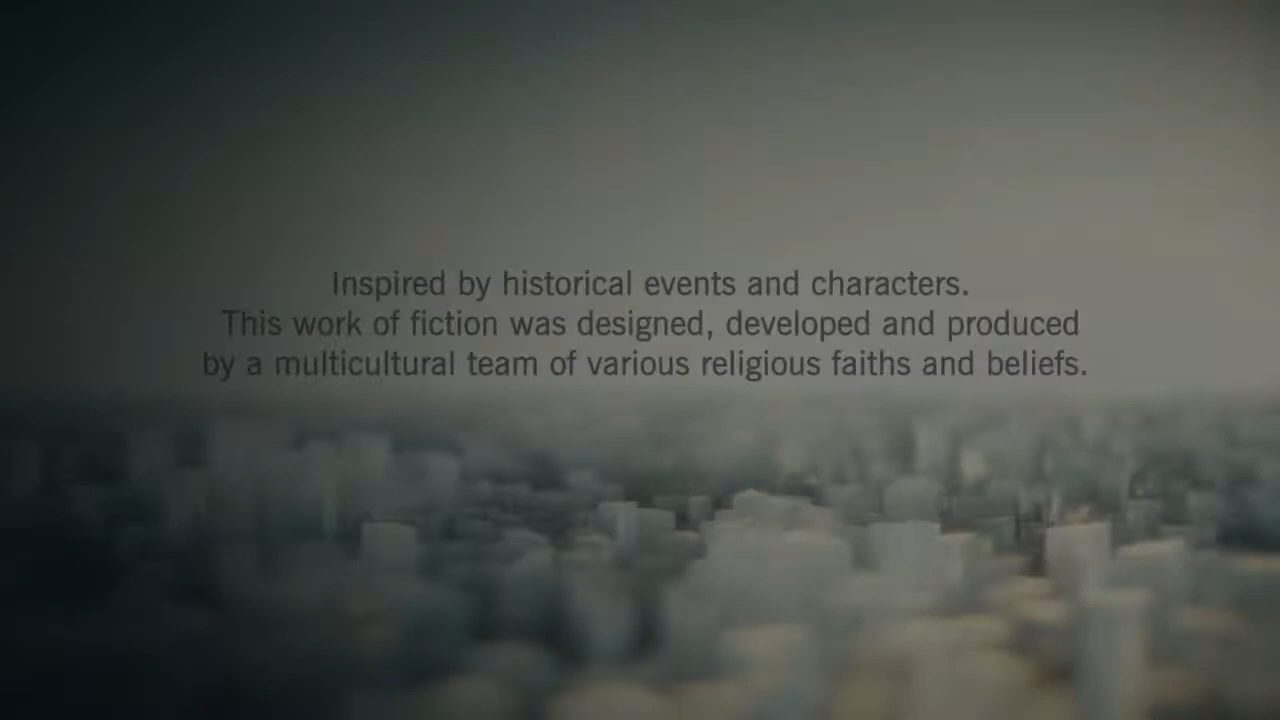 Inspired by historical events and characters.
This work of fiction was designed, developed and produced
by a multicultural team of various religious faiths and beliefs.